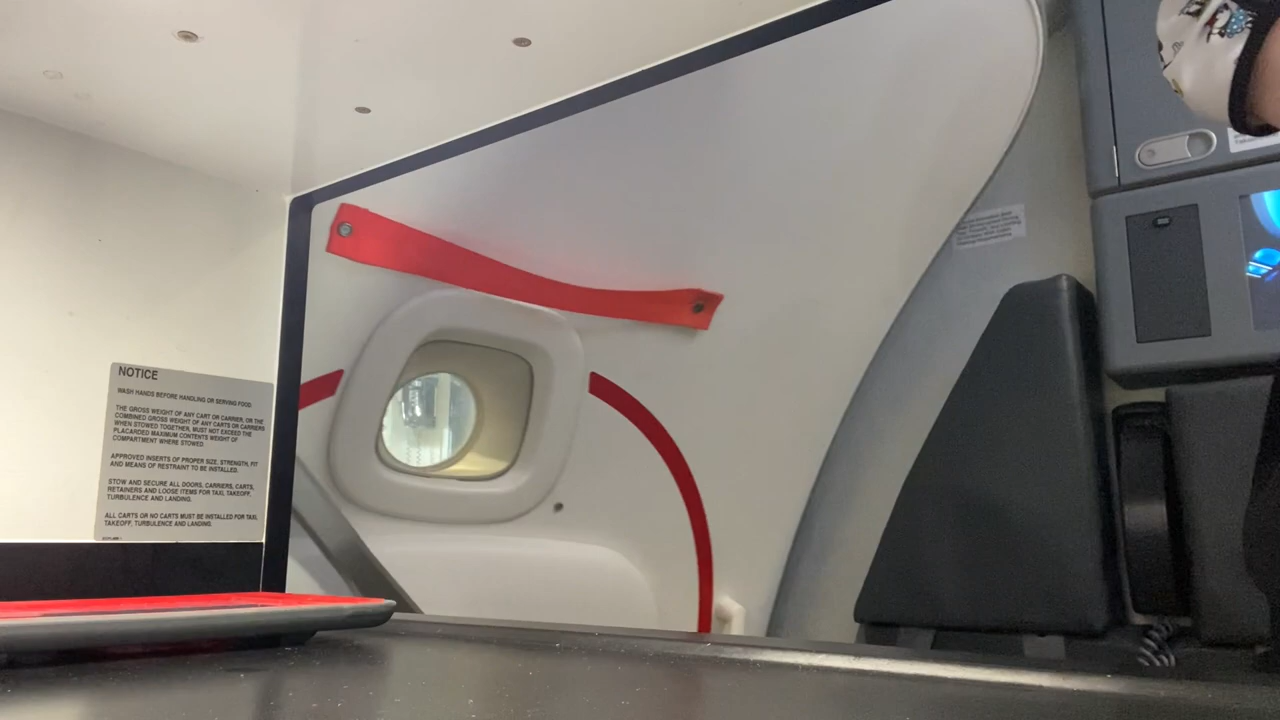 NOTICE
WASH HANDS BEFORE HANDLING OR SERVING FOOD.
THE GROSS WEIGHT OF ANY CART OR CARRIER, OR THE
COMBINED GROSS WEIGHT OF ANY CARTS OR CARRIERS
WHEN STOWED TOGETHER, MUST NOT EXCEED THE
PLACARDED MAXIMUM CONTENTS WEIGHT OF
COMPARTMENT WHERE STOWED.
APPROVED INSERTS OF PROPER SIZE, STRENGTH, FIT
AND MEANS OF RESTRAINT TO BE INSTALLED.
STOW AND SECURE ALL DOORS, CARRIERS, CARTS,
RETAINERS AND LOOSE ITEMS FOR TAXI, TAKEOFF,
TURBULENCE AND LANDING.
ALL CARTS OR NO CARTS MUST BE INSTALLED FOR TAXI,
TAKEOFF, TURBULENCE AND LANDING.